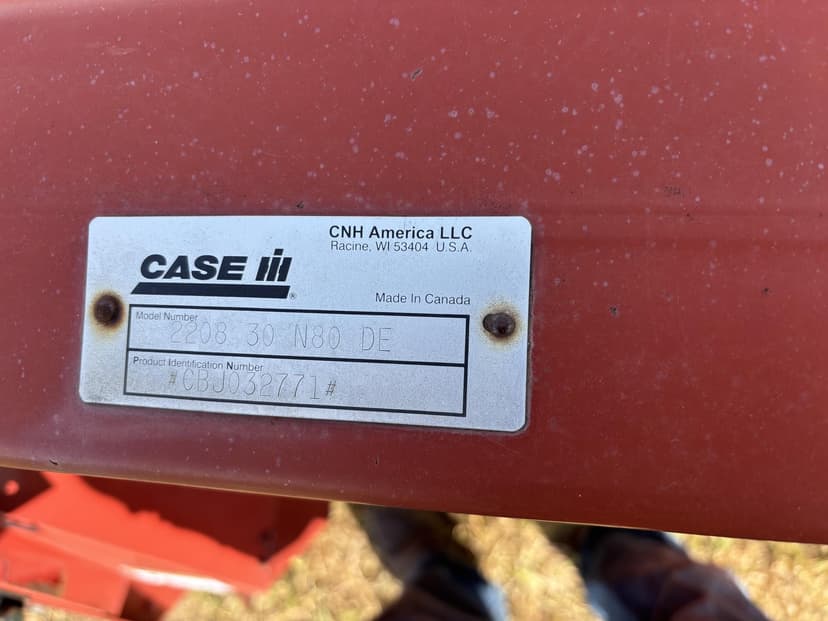 CNH America LLC
Racine, WI 53404 U.S.A.
CASE IH
®
Made In Canada
Model Number
2208 30 N80 DE
Product Identification Number
#CBJ032771#